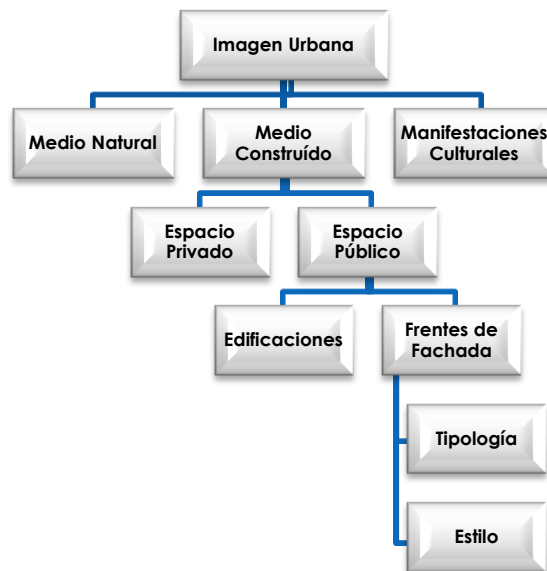 Imagen Urbana
Medio Natural
Medio
Construído
Manifestaciones
Culturales
Espacio
Privado
Espacio
Público
Edificaciones
Frentes de
Fachada
Tipología
Estilo